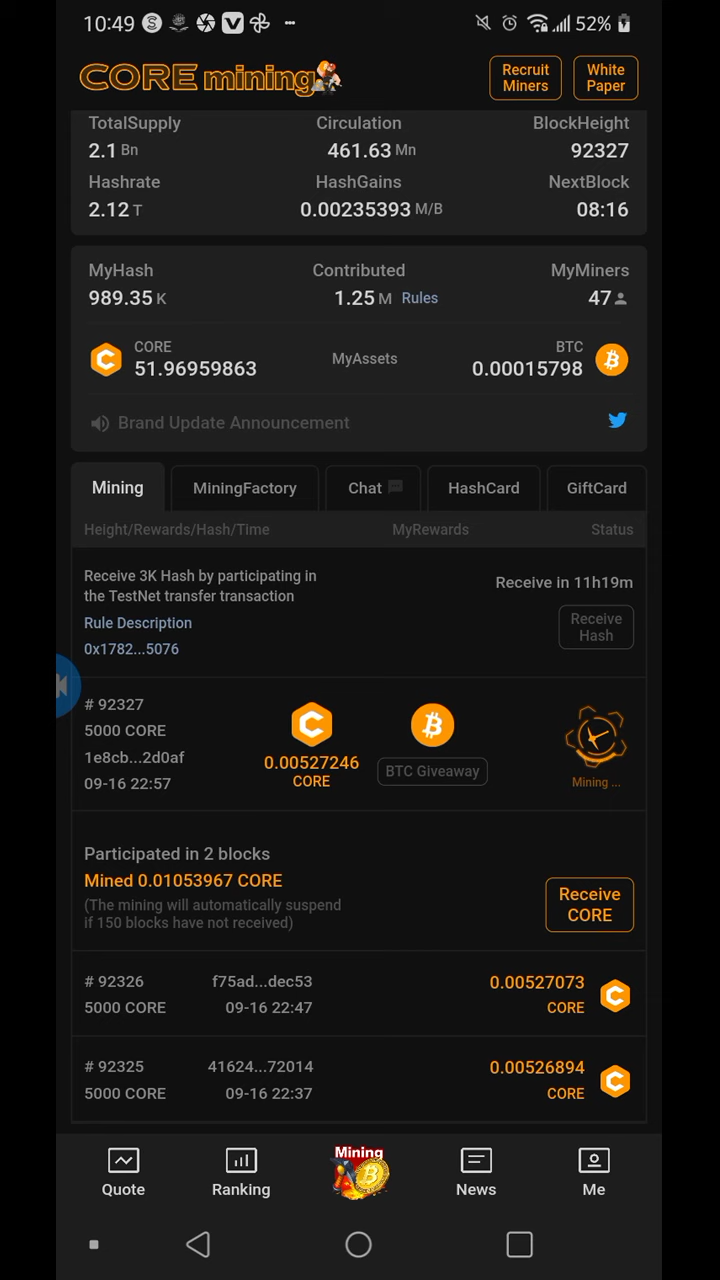 10:49 52%
CORE mining
Recruit Miners
White Paper
TotalSupply Circulation BlockHeight
2.1 Bn 461.63 Mn 92327
Hashrate HashGains NextBlock
2.12 T 0.00235393 M/B 08:16
MyHash Contributed MyMiners
989.35 K 1.25 M Rules 47
CORE MyAssets BTC
51.96959863 0.00015798
Brand Update Announcement
Mining MiningFactory Chat HashCard GiftCard
Height/Rewards/Hash/Time MyRewards Status
Receive 3K Hash by participating in
the TestNet transfer transaction
Rule Description
0x1782...5076
Receive in 11h19m
Receive
Hash
# 92327
5000 CORE
1e8cb...2d0af
09-16 22:57
0.00527246
CORE
BTC Giveaway
Mining ...
Participated in 2 blocks
Mined 0.01053967 CORE
(The mining will automatically suspend
if 150 blocks have not received)
Receive
CORE
# 92326 f75ad...dec53 0.00527073
5000 CORE 09-16 22:47 CORE
# 92325 41624...72014 0.00526894
5000 CORE 09-16 22:37 CORE
Mining
Quote Ranking News Me